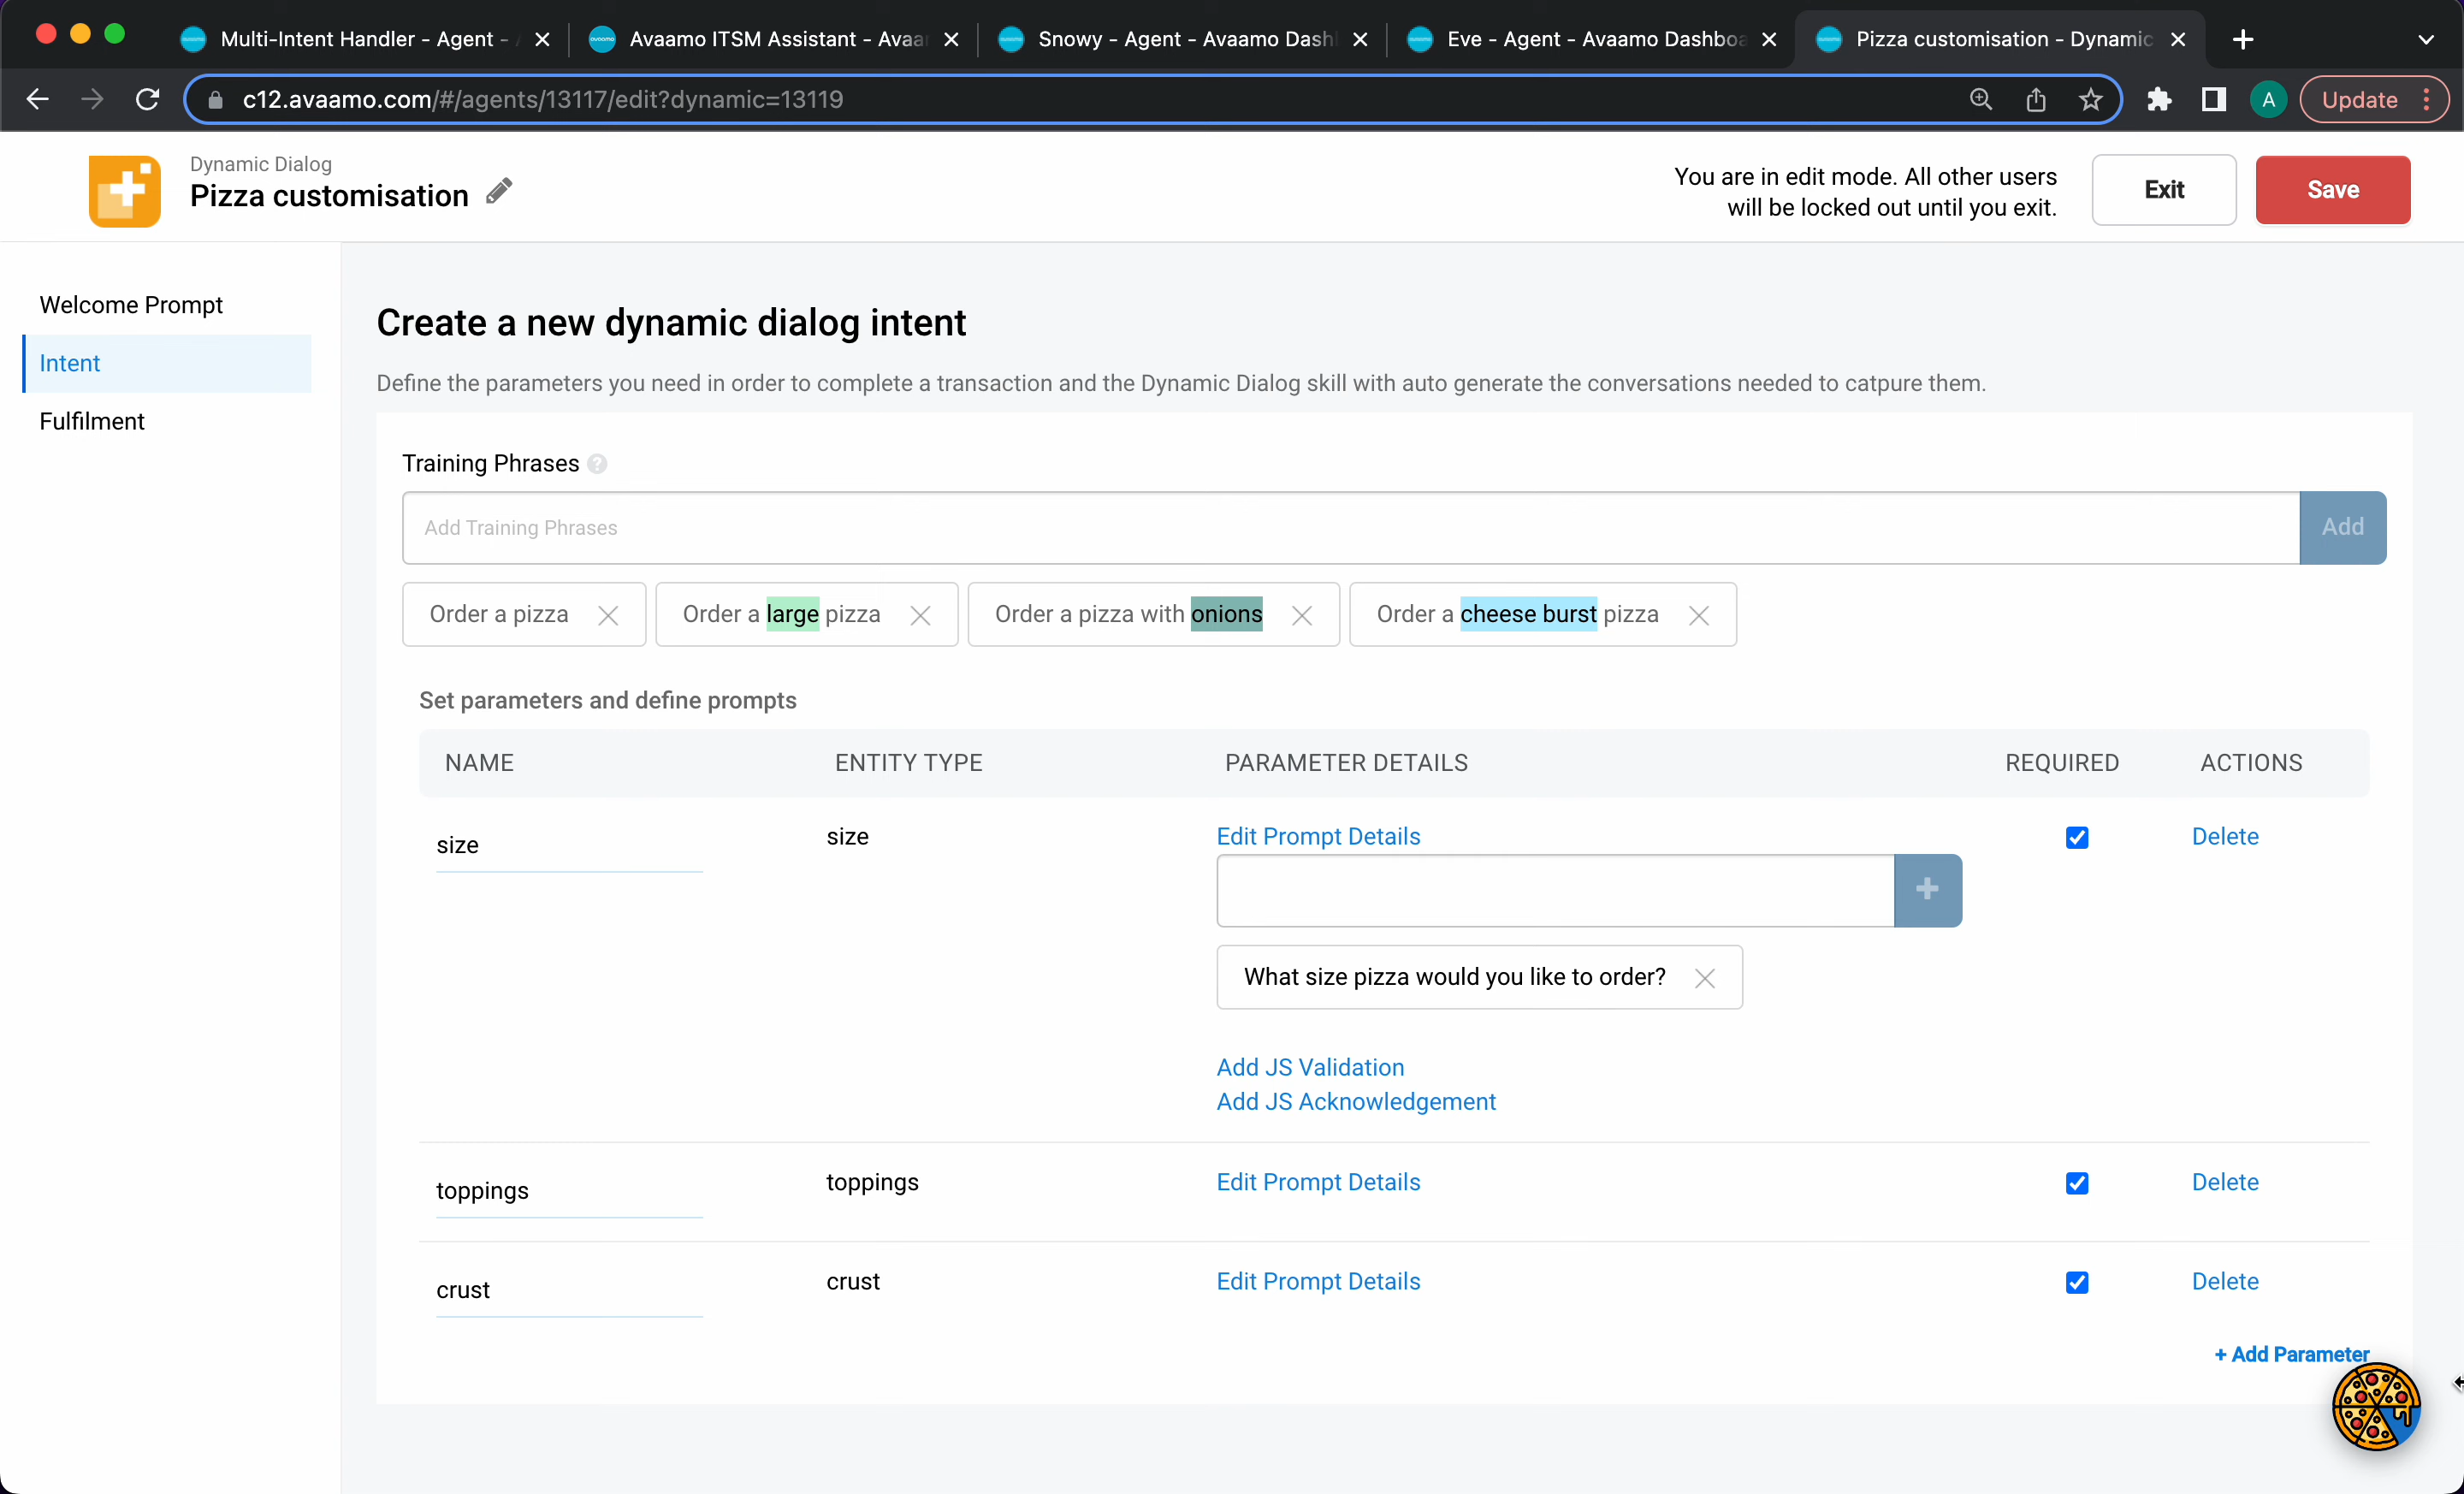 Multi-Intent Handler - Agent -
Avaamo ITSM Assistant - Avaar
Snowy - Agent - Avaamo Dash
Eve - Agent - Avaamo Dashboa
Pizza customisation - Dynamic
c12.avaamo.com/#/agents/13117/edit?dynamic=13119
A
Update
Dynamic Dialog
Pizza customisation
You are in edit mode. All other users
will be locked out until you exit.
Exit
Save
Welcome Prompt
Intent
Fulfilment
Create a new dynamic dialog intent
Define the parameters you need in order to complete a transaction and the Dynamic Dialog skill with auto generate the conversations needed to catpure them.
Training Phrases ?
Add Training Phrases
Add
Order a pizza
Order a large pizza
Order a pizza with onions
Order a cheese burst pizza
Set parameters and define prompts
NAME ENTITY TYPE PARAMETER DETAILS REQUIRED ACTIONS
size size Edit Prompt Details Delete
+
What size pizza would you like to order?
Add JS Validation
Add JS Acknowledgement
toppings toppings Edit Prompt Details Delete
crust crust Edit Prompt Details Delete
+ Add Parameter